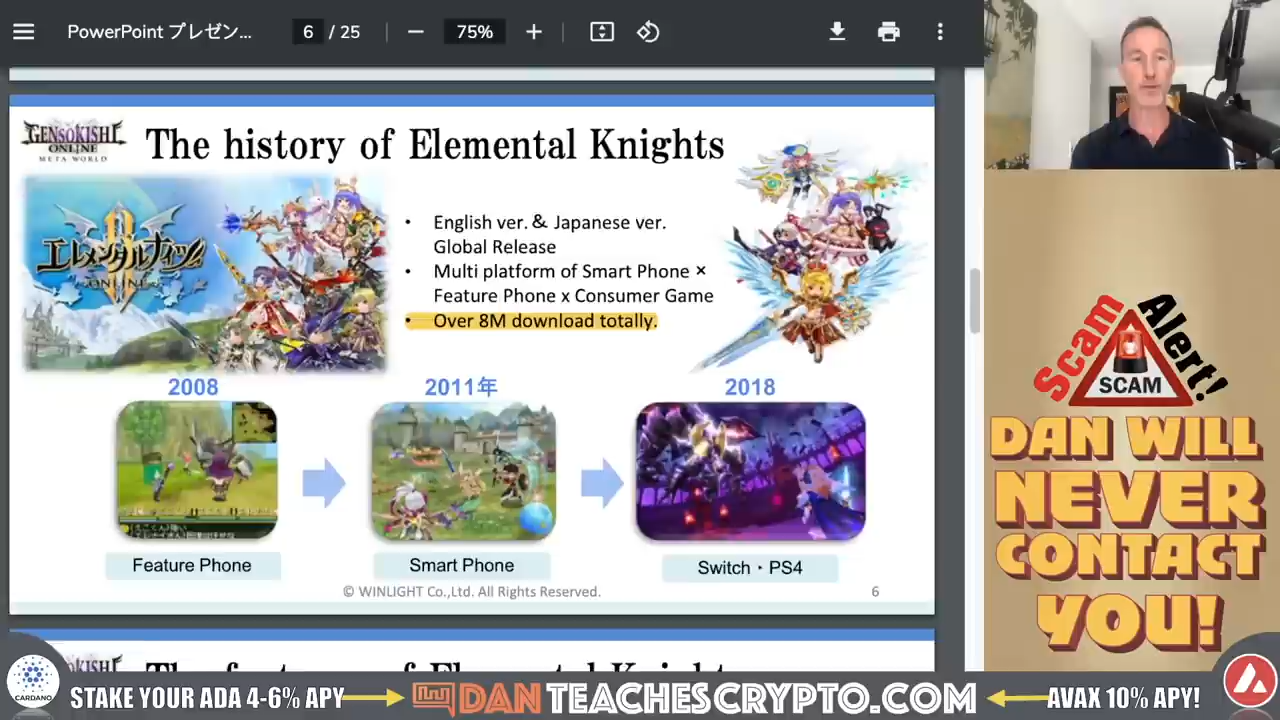 PowerPoint プレゼン...
6 / 25
75%
GENSOKISHI
ONLINE
META WORLD
The history of Elemental Knights
エレメンタルナイツ
ONLINE
• English ver. & Japanese ver.
Global Release
• Multi platform of Smart Phone ×
Feature Phone x Consumer Game
• Over 8M download totally.
2008
2011年
2018
Feature Phone
Smart Phone
Switch・PS4
© WINLIGHT Co.,Ltd. All Rights Reserved.
6
Scam
Alert!
SCAM
DAN WILL
NEVER
CONTACT
YOU!
CARDANO
STAKE YOUR ADA 4-6% APY
DANTEACHESCRYPTO.COM
AVAX 10% APY!